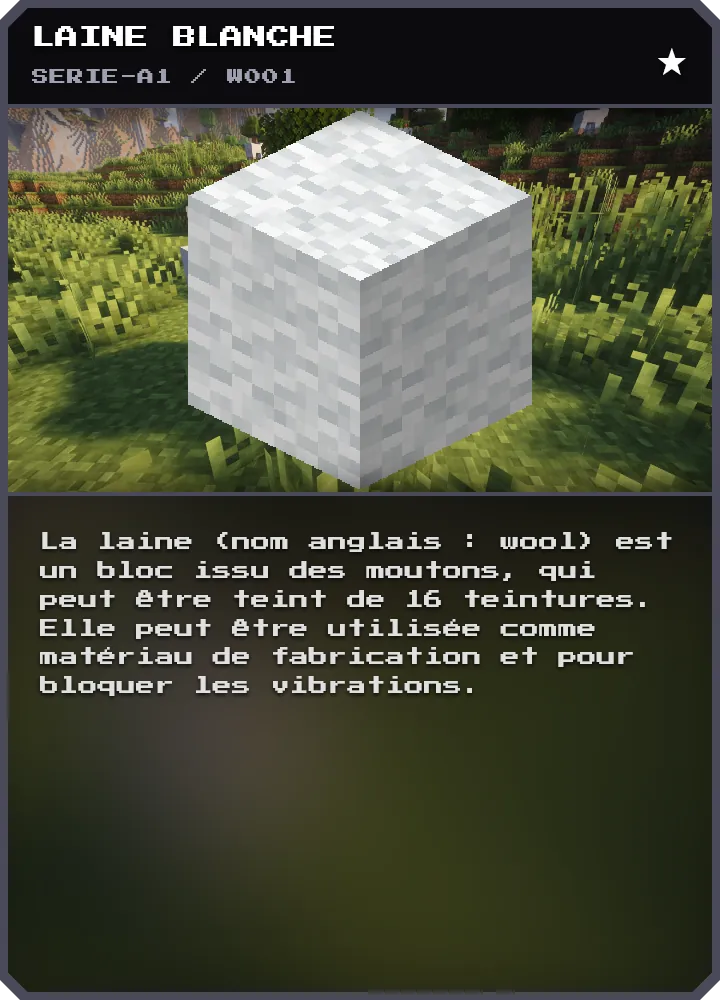 LAINE BLANCHE
SERIE-A1 / W001
La laine (nom anglais : wool) est
un bloc issu des moutons, qui
peut être teint de 16 teintures.
Elle peut être utilisée comme
matériau de fabrication et pour
bloquer les vibrations.